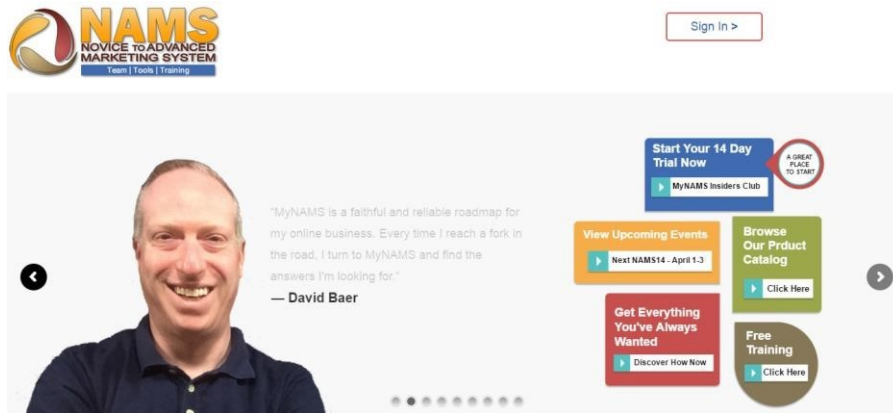 NAMS
NOVICE TO ADVANCED
MARKETING SYSTEM
Team | Tools | Training
Sign In >
"MyNAMS is a faithful and reliable roadmap for
my online business. Every time I reach a fork in
the road, I turn to MyNAMS and find the
answers I'm looking for."
— David Baer
Start Your 14 Day
Trial Now
MyNAMS Insiders Club
A GREAT
PLACE
TO START
View Upcoming Events
Next NAMS14 - April 1-3
Browse
Our Prduct
Catalog
Click Here
Get Everything
You've Always
Wanted
Discover How Now
Free
Training
Click Here